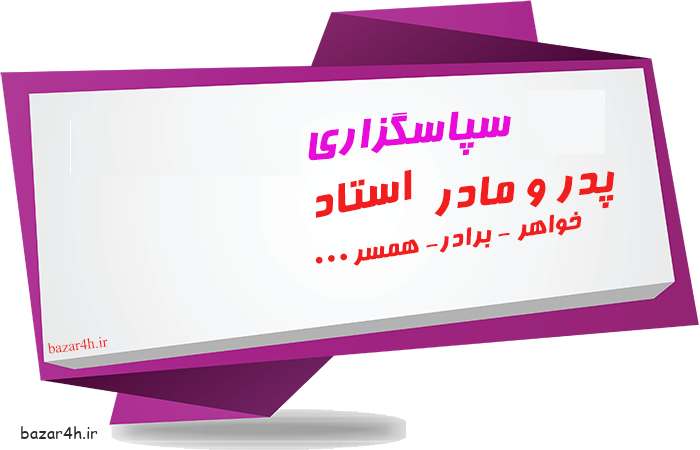 سپاسگزاری
پدر و مادر استاد
خواهر - برادر- همسر ...
bazar4h.ir
bazar4h.ir